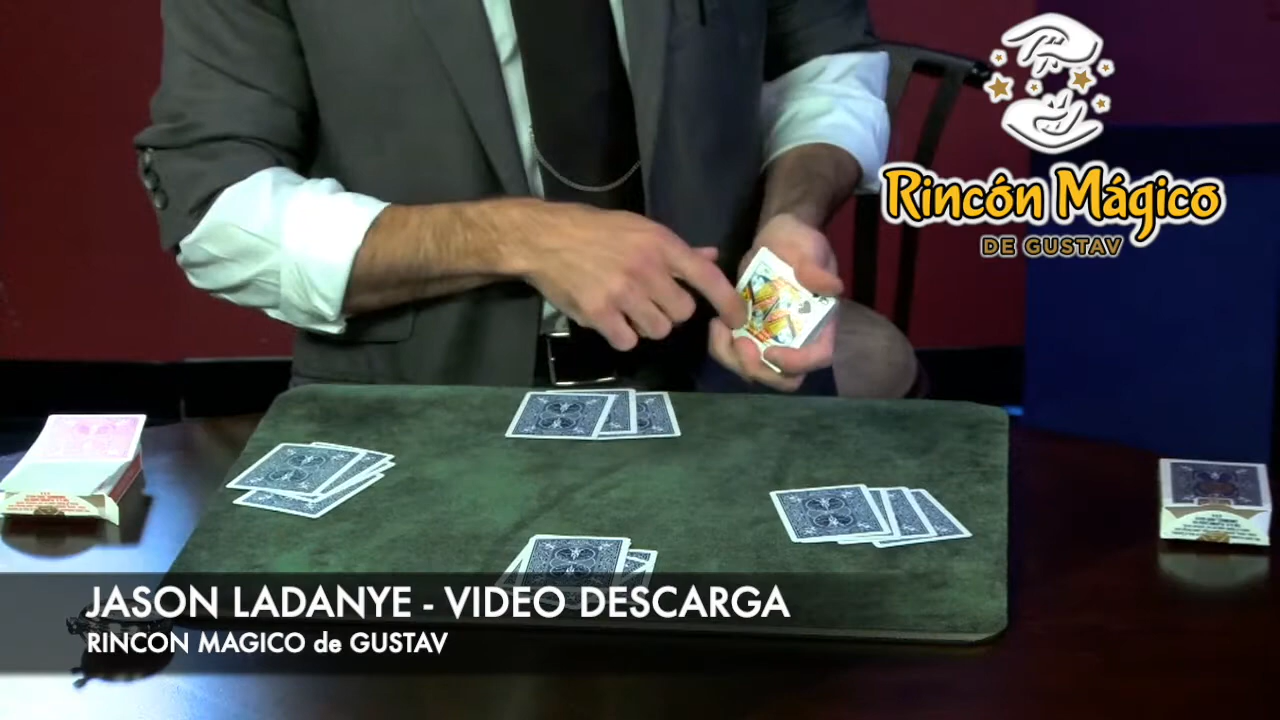 Rincón Mágico
DE GUSTAV
JASON LADANYE - VIDEO DESCARGA
RINCON MAGICO de GUSTAV